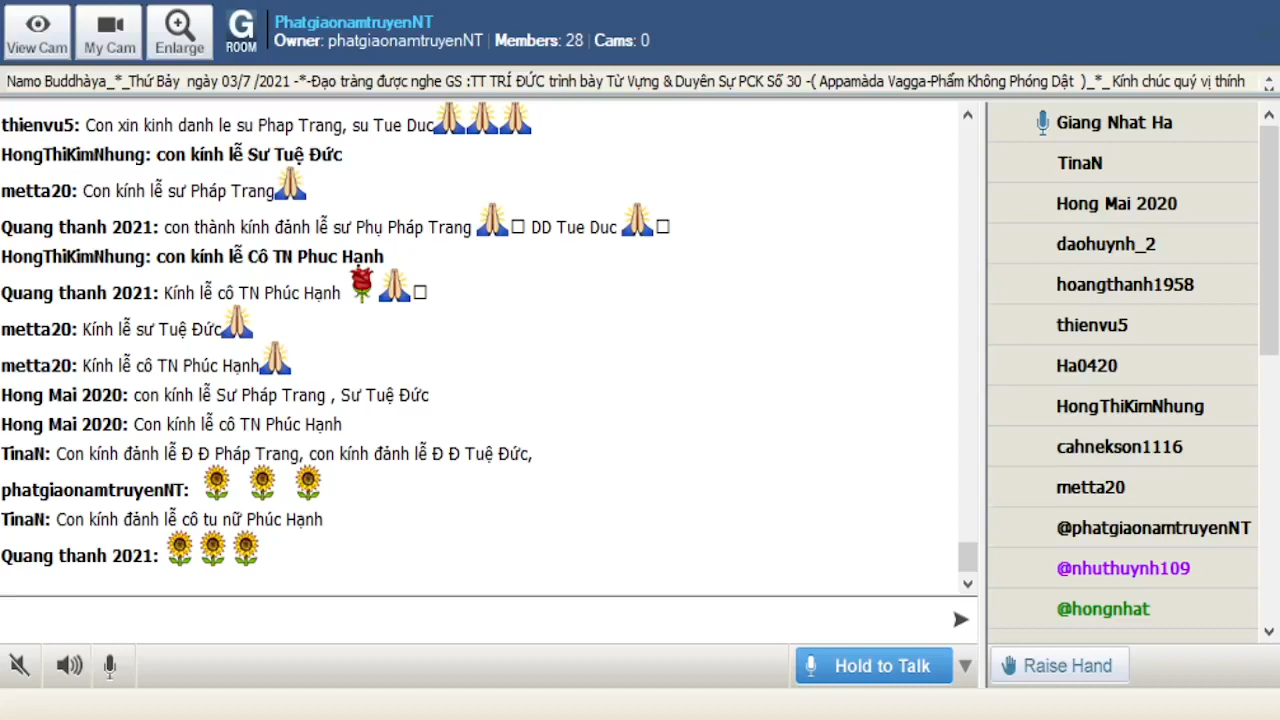 View Cam
My Cam
Enlarge
G
ROOM
PhatgiaonamtruyenNT
Owner: phatgiaonamtruyenNT | Members: 28 | Cams: 0
Namo Buddhàya_*_Thứ Bảy ngày 03/7 /2021 -*-Đạo tràng được nghe GS :TT TRÍ ĐỨC trình bày Từ Vựng & Duyên Sự PCK Số 30 -( Appamàda Vagga-Phẩm Không Phóng Dật )_*_ Kính chúc quý vị thính
thienvu5: Con xin kinh danh le su Phap Trang, su Tue Duc🙏🙏🙏
HongThiKimNhung: con kính lễ Sư Tuệ Đức
metta20: Con kính lễ sư Pháp Trang🙏
Quang thanh 2021: con thành kính đảnh lễ sư Phụ Pháp Trang 🙏□ DD Tue Duc 🙏□
HongThiKimNhung: con kính lễ Cô TN Phuc Hạnh
Quang thanh 2021: Kính lễ cô TN Phúc Hạnh 🌹🙏□
metta20: Kính lễ sư Tuệ Đức🙏
metta20: Kính lễ cô TN Phúc Hạnh🙏
Hong Mai 2020: con kính lễ Sư Pháp Trang , Sư Tuệ Đức
Hong Mai 2020: Con kính lễ cô TN Phúc Hạnh
TinaN: Con kính đảnh lễ Đ Đ Pháp Trang, con kính đảnh lễ Đ Đ Tuệ Đức,
phatgiaonamtruyenNT: 🌻 🌻 🌻
TinaN: Con kính đảnh lễ cô tu nữ Phúc Hạnh
Quang thanh 2021: 🌻🌻🌻
Giang Nhat Ha
TinaN
Hong Mai 2020
daohuynh_2
hoangthanh1958
thienvu5
Ha0420
HongThiKimNhung
cahnekson1116
metta20
@phatgiaonamtruyenNT
@nhuthuynh109
@hongnhat
Hold to Talk
Raise Hand